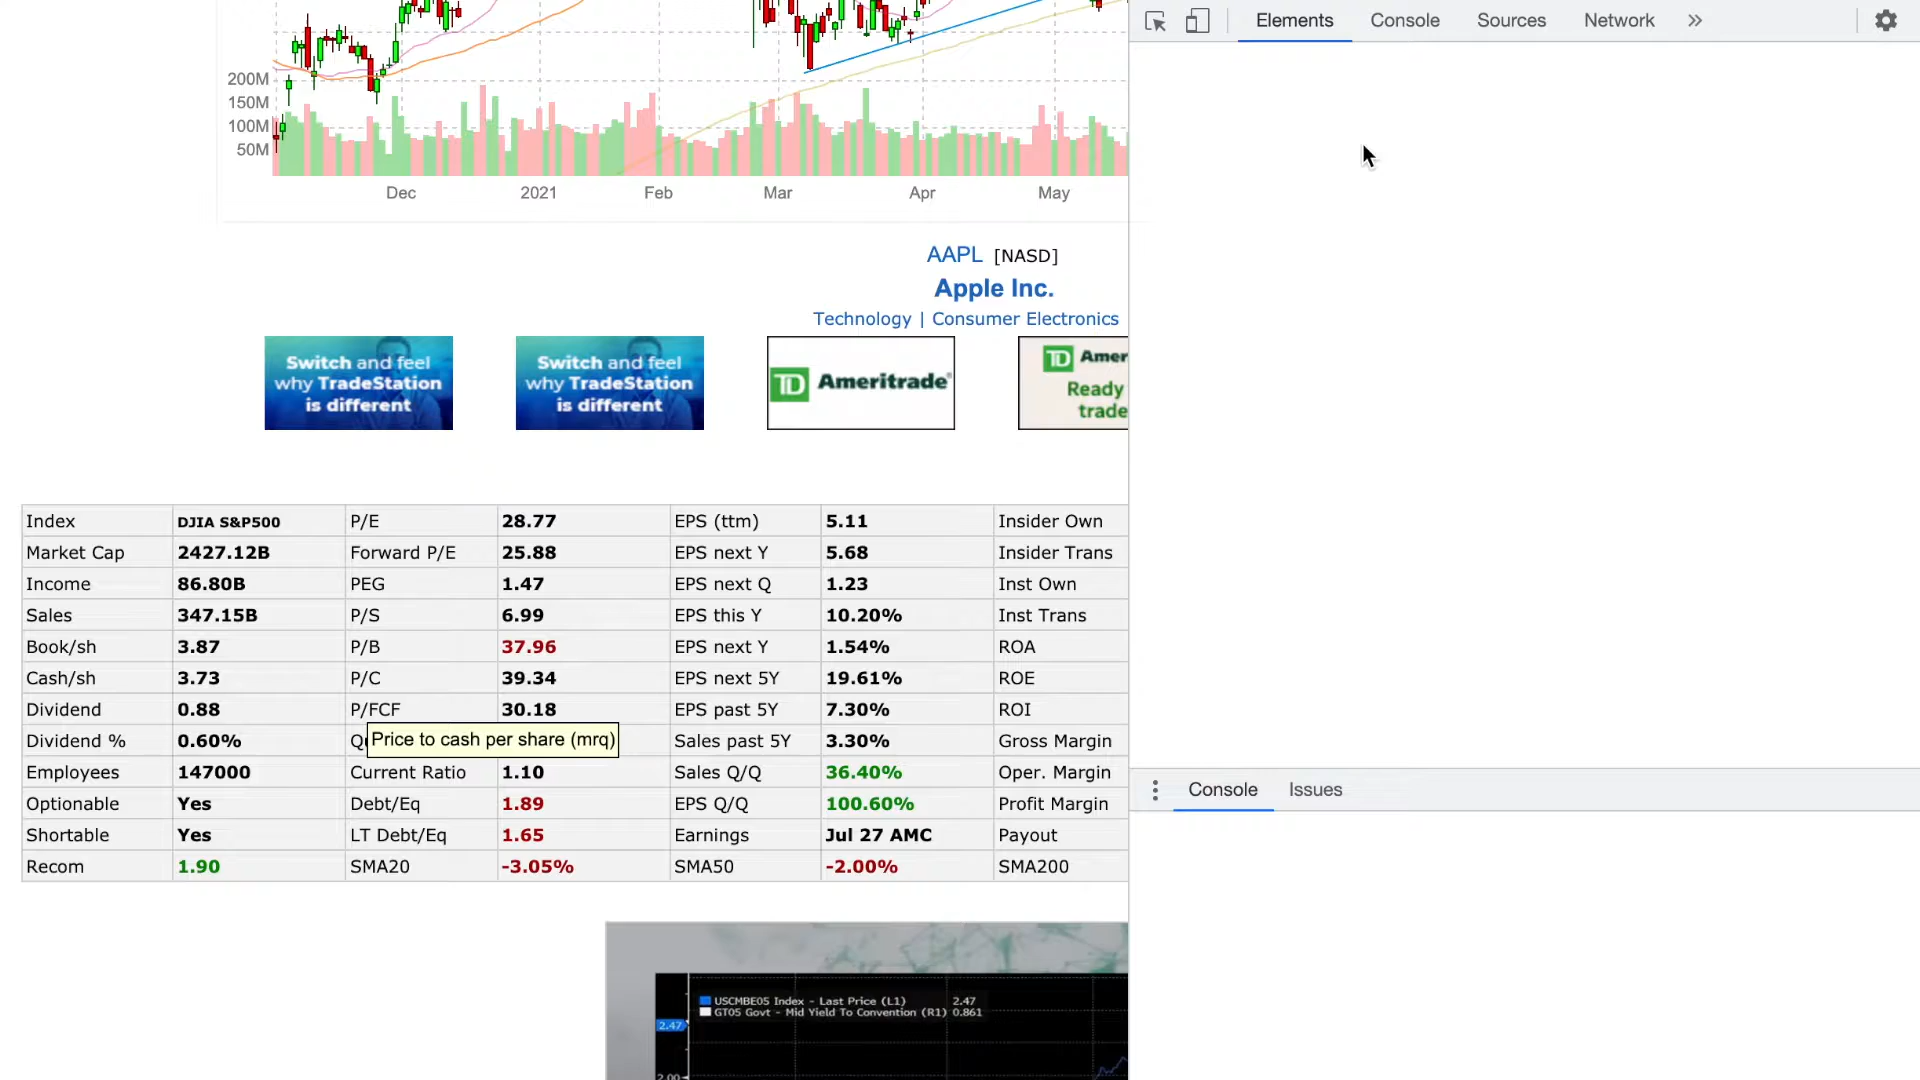 Elements Console Sources Network
200M
150M
100M
50M
Dec 2021 Feb Mar Apr May
AAPL [NASD]
Apple Inc.
Technology | Consumer Electronics
Switch and feel
why TradeStation
is different
Switch and feel
why TradeStation
is different
TD Ameritrade®
TD Amer
Ready
trade
Index DJIA S&P500 P/E 28.77 EPS (ttm) 5.11 Insider Own
Market Cap 2427.12B Forward P/E 25.88 EPS next Y 5.68 Insider Trans
Income 86.80B PEG 1.47 EPS next Q 1.23 Inst Own
Sales 347.15B P/S 6.99 EPS this Y 10.20% Inst Trans
Book/sh 3.87 P/B 37.96 EPS next Y 1.54% ROA
Cash/sh 3.73 P/C 39.34 EPS next 5Y 19.61% ROE
Dividend 0.88 P/FCF 30.18 EPS past 5Y 7.30% ROI
Dividend % 0.60% Price to cash per share (mrq) Sales past 5Y 3.30% Gross Margin
Employees 147000 Current Ratio 1.10 Sales Q/Q 36.40% Oper. Margin
Optionable Yes Debt/Eq 1.89 EPS Q/Q 100.60% Profit Margin
Shortable Yes LT Debt/Eq 1.65 Earnings Jul 27 AMC Payout
Recom 1.90 SMA20 -3.05% SMA50 -2.00% SMA200
Console Issues
USCMBE05 Index - Last Price (L1) 2.47
GT05 Govt - Mid Yield To Convention (R1) 0.861
2.47
2.00